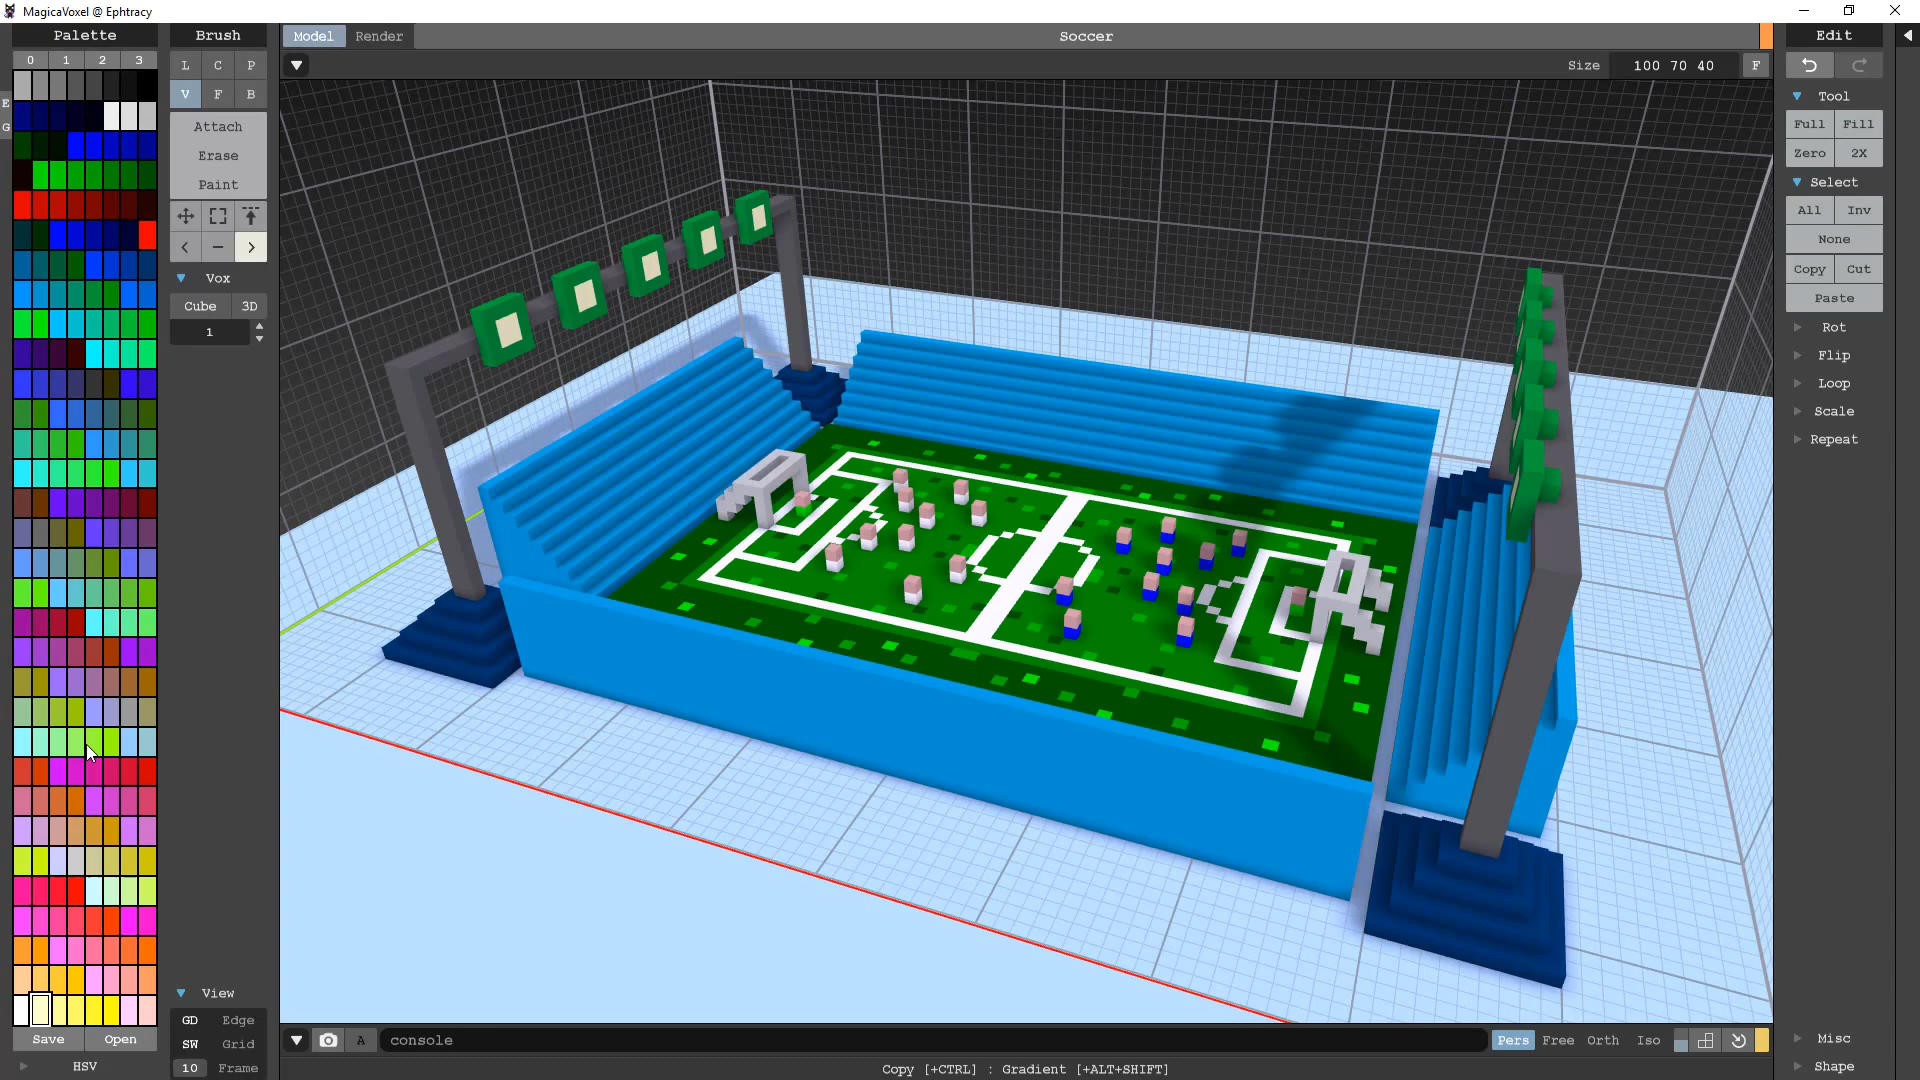 MagicaVoxel @ Ephtracy
Palette
0 1 2 3
E
G
Save Open
HSV
Brush
L C P
V F B
Attach
Erase
Paint
< − >
Vox
Cube 3D
1
View
GD Edge
SW Grid
10 Frame
Model Render Soccer
Size 100 70 40 F
A console Pers Free Orth Iso
Copy [+CTRL] : Gradient [+ALT+SHIFT]
Edit
Tool
Full Fill
Zero 2X
Select
All Inv
None
Copy Cut
Paste
Rot
Flip
Loop
Scale
Repeat
Misc
Shape